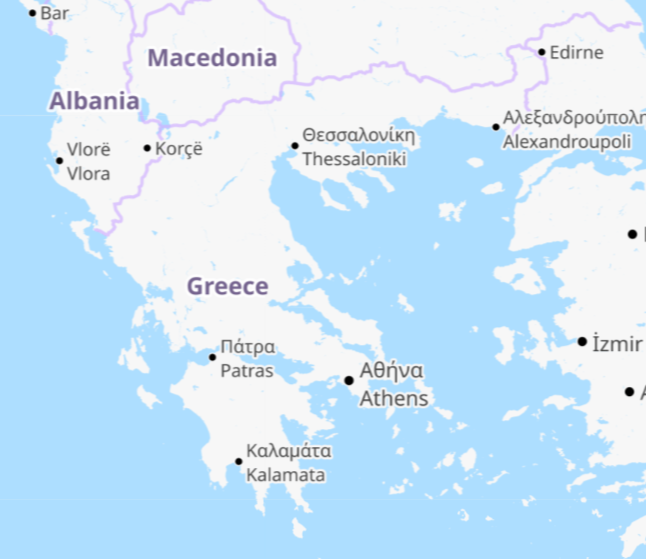 Bar
Macedonia
Edirne
Albania
Αλεξανδρούπολη
Alexandroupoli
Θεσσαλονίκη
Thessaloniki
Vlorë
Vlora
Korçë
Greece
İzmir
Πάτρα
Patras
Αθήνα
Athens
Καλαμάτα
Kalamata